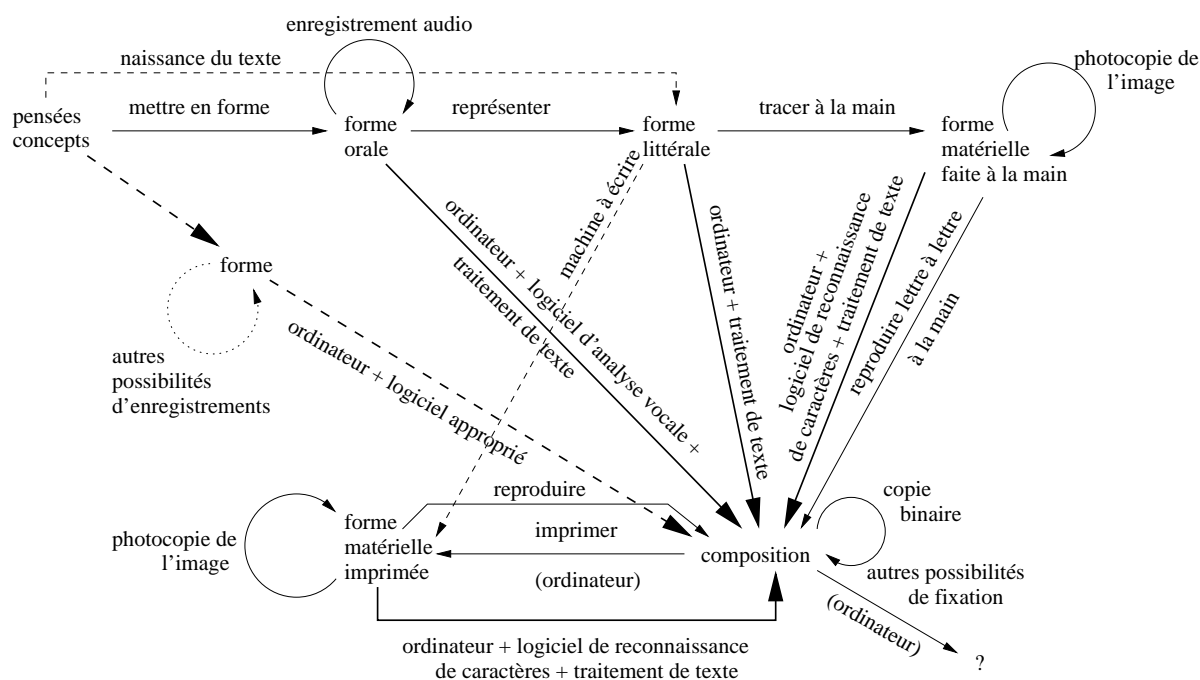 enregistrement audio
naissance du texte
photocopie de
l'image
mettre en forme
représenter
tracer à la main
pensées
concepts
forme
orale
forme
littérale
forme
matérielle
faite à la main
machine à écrire
ordinateur + logiciel d'analyse vocale +
traitement de texte
ordinateur + traitement de texte
ordinateur +
logiciel de reconnaissance
de caractères + traitement de texte
reproduire lettre à lettre
à la main
forme
autres
possibilités
d'enregistrements
ordinateur + logiciel approprié
reproduire
copie
binaire
photocopie de
l'image
forme
matérielle
imprimée
imprimer
(ordinateur)
composition
autres possibilités
de fixation
(ordinateur)
?
ordinateur + logiciel de reconnaissance
de caractères + traitement de texte